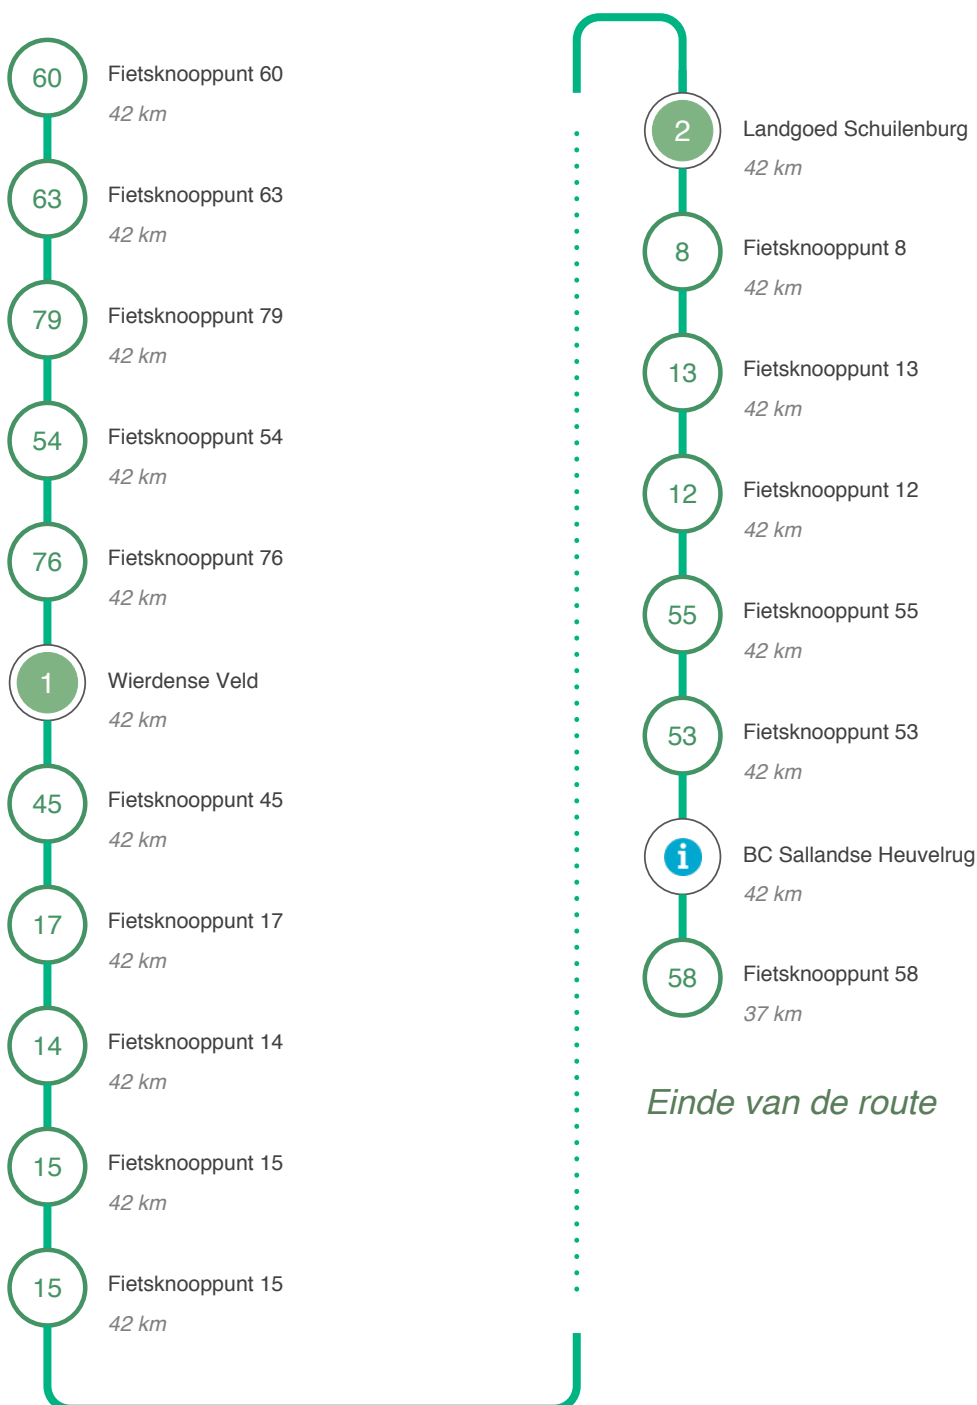 60
Fietsknooppunt 60
42 km
63
Fietsknooppunt 63
42 km
79
Fietsknooppunt 79
42 km
54
Fietsknooppunt 54
42 km
76
Fietsknooppunt 76
42 km
1
Wierdense Veld
42 km
45
Fietsknooppunt 45
42 km
17
Fietsknooppunt 17
42 km
14
Fietsknooppunt 14
42 km
15
Fietsknooppunt 15
42 km
15
Fietsknooppunt 15
42 km
2
Landgoed Schuilenburg
42 km
8
Fietsknooppunt 8
42 km
13
Fietsknooppunt 13
42 km
12
Fietsknooppunt 12
42 km
55
Fietsknooppunt 55
42 km
53
Fietsknooppunt 53
42 km
i
BC Sallandse Heuvelrug
42 km
58
Fietsknooppunt 58
37 km
Einde van de route